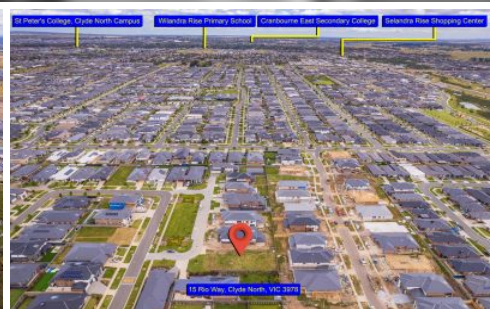 St Peter's College, Clyde North Campus
Wilandra Rise Primary School
Cranbourne East Secondary College
Selandra Rise Shopping Center
15 Rio Way, Clyde North, VIC 3978